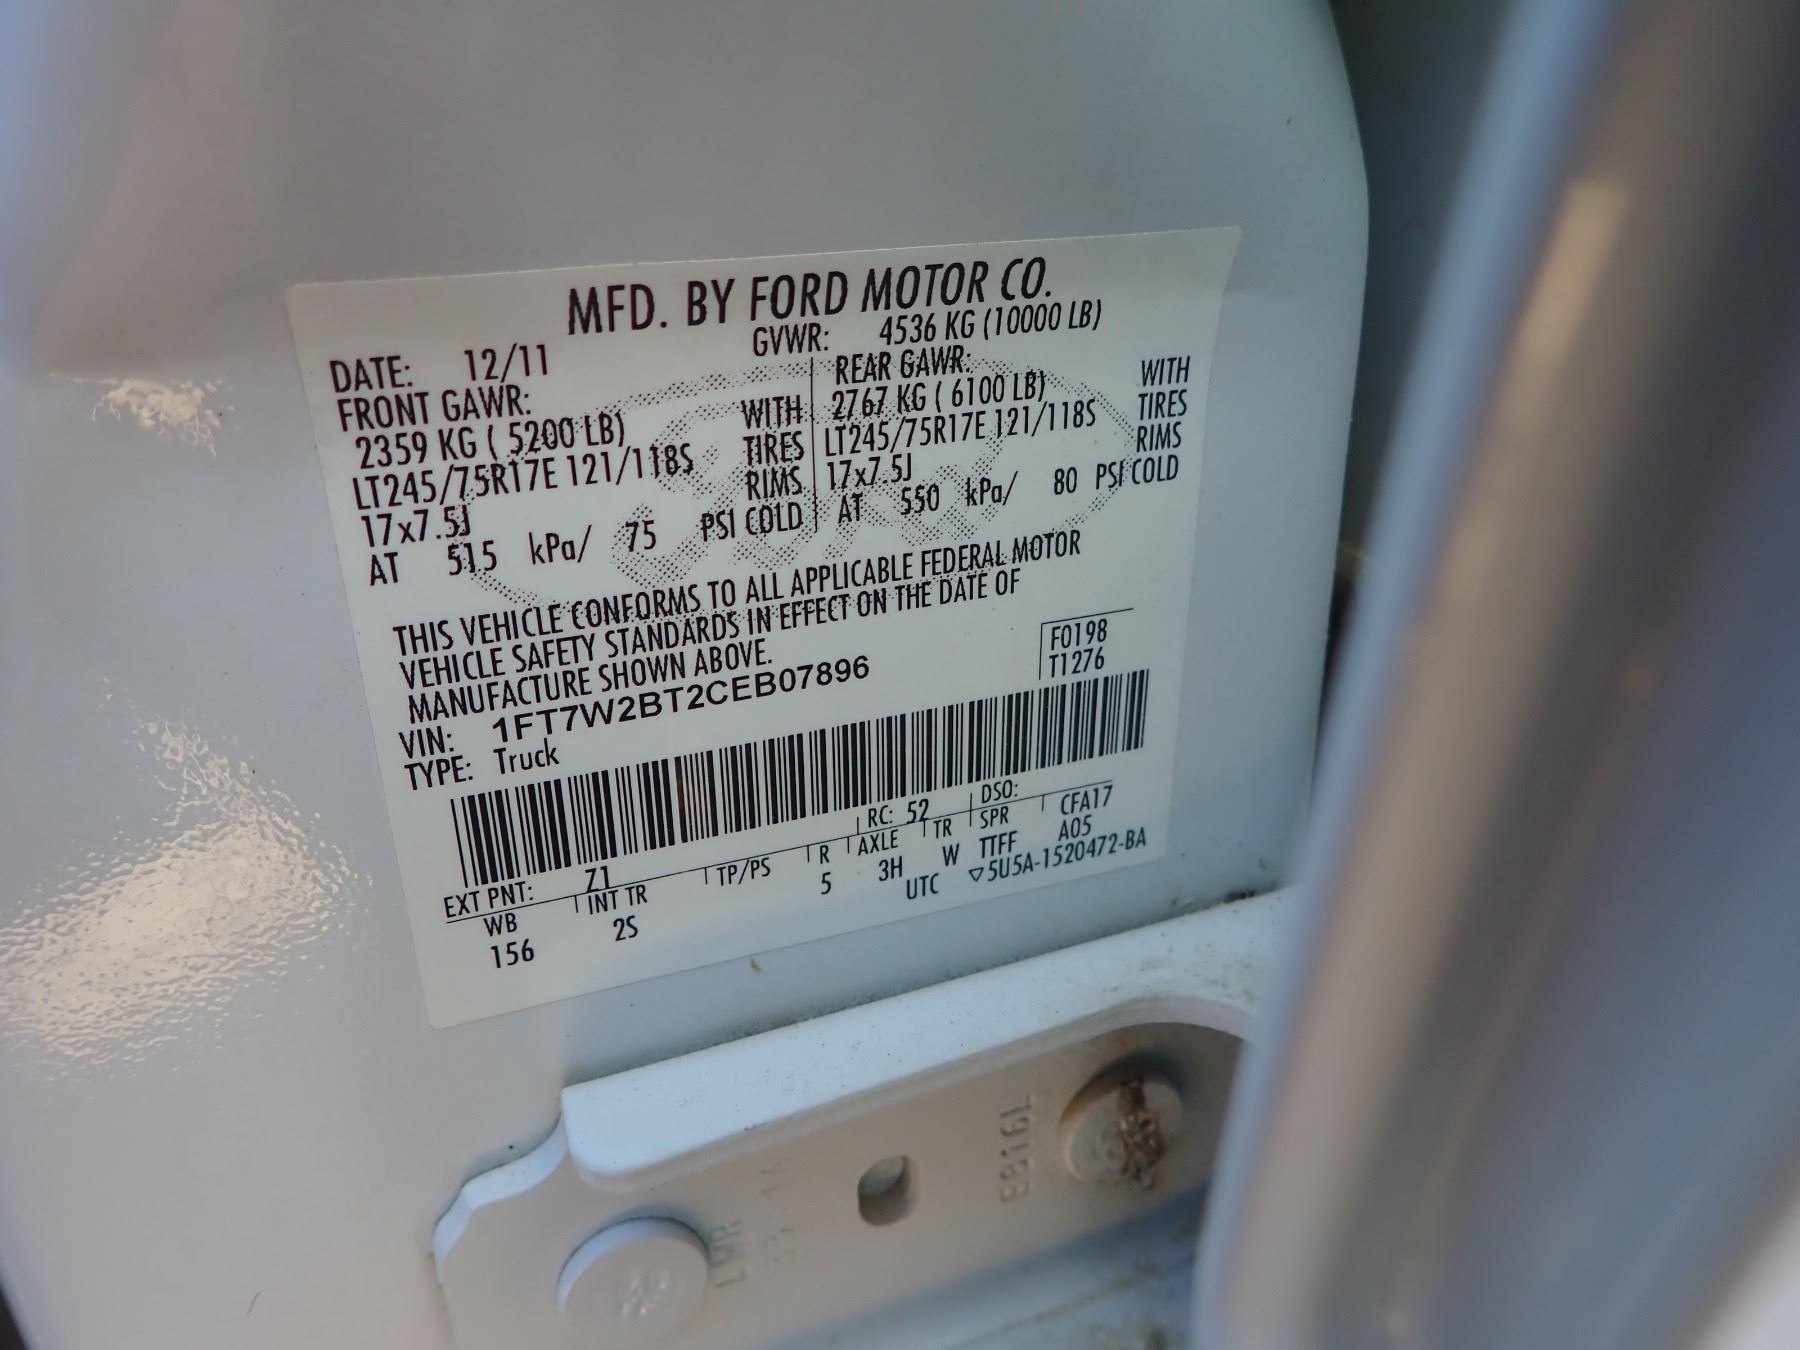 MFD. BY FORD MOTOR CO.
DATE: 12/11 GVWR: 4536 KG (10000 LB)
FRONT GAWR: REAR GAWR:
2359 KG ( 5200 LB) WITH 2767 KG ( 6100 LB) WITH
LT245/75R17E 121/118S TIRES LT245/75R17E 121/118S TIRES
17x7.5J RIMS 17x7.5J RIMS
AT 515 kPa/ 75 PSI COLD AT 550 kPa/ 80 PSI COLD
THIS VEHICLE CONFORMS TO ALL APPLICABLE FEDERAL MOTOR
VEHICLE SAFETY STANDARDS IN EFFECT ON THE DATE OF
MANUFACTURE SHOWN ABOVE.
VIN: 1FT7W2BT2CEB07896
TYPE: Truck
F0198
T1276
EXT PNT: Z1 RC: 52 DSO:
WB INT TR TP/PS R AXLE TR SPR CFA17
156 2S 5 3H W TTFF A05
UTC ▽5U5A-1520472-BA
LWR